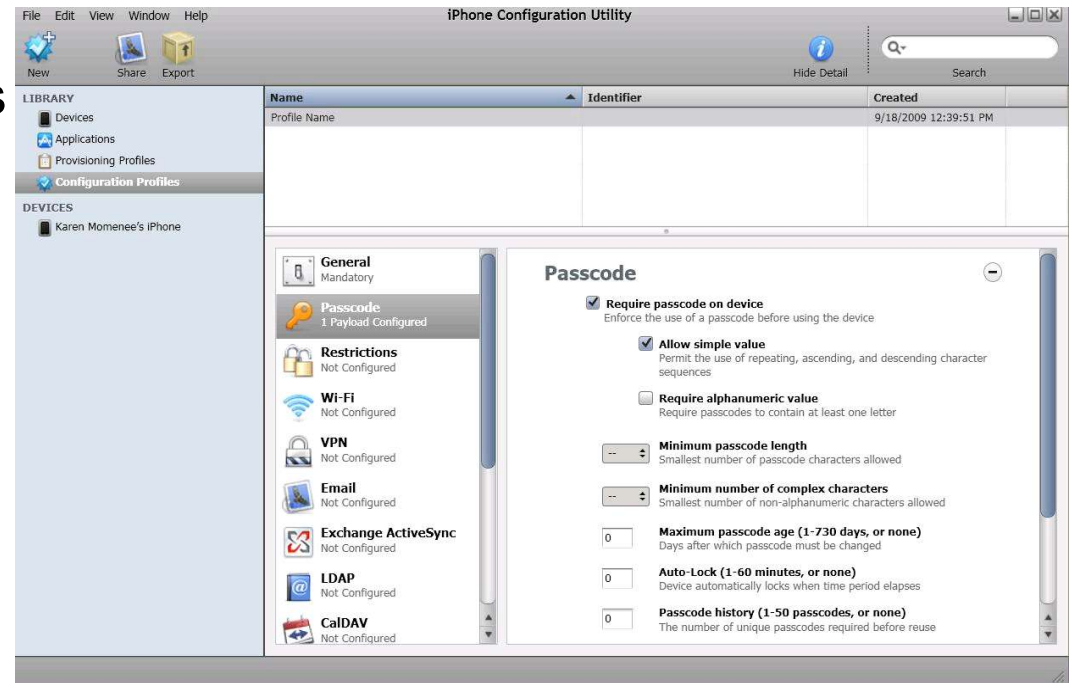 File Edit View Window Help
iPhone Configuration Utility
New
Share
Export
Hide Detail
Search
s
LIBRARY
Devices
Applications
Provisioning Profiles
Configuration Profiles
DEVICES
Karen Momenee's iPhone
Name
Identifier
Created
Profile Name
9/18/2009 12:39:51 PM
General
Mandatory
Passcode
1 Payload Configured
Restrictions
Not Configured
Wi-Fi
Not Configured
VPN
Not Configured
Email
Not Configured
Exchange ActiveSync
Not Configured
LDAP
Not Configured
CalDAV
Not Configured
Passcode
Require passcode on device
Enforce the use of a passcode before using the device
Allow simple value
Permit the use of repeating, ascending, and descending character
sequences
Require alphanumeric value
Require passcodes to contain at least one letter
-- Minimum passcode length
Smallest number of passcode characters allowed
-- Minimum number of complex characters
Smallest number of non-alphanumeric characters allowed
0 Maximum passcode age (1-730 days, or none)
Days after which passcode must be changed
0 Auto-Lock (1-60 minutes, or none)
Device automatically locks when time period elapses
0 Passcode history (1-50 passcodes, or none)
The number of unique passcodes required before reuse